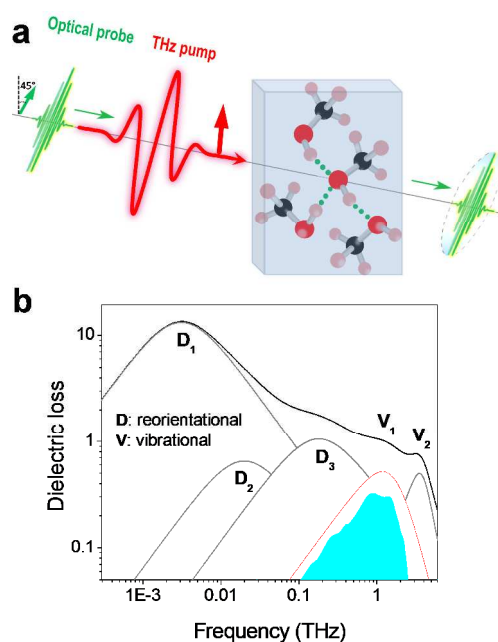 a
Optical probe
THz pump
45°
b
10
1
0.1
Dielectric loss
D1
D2
D3
V1
V2
D: reorientational
V: vibrational
1E-3
0.01
0.1
1
Frequency (THz)